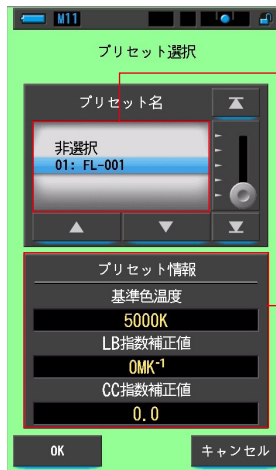 M11
プリセット選択
プリセット名
非選択
01: FL-001
プリセット情報
基準色温度
5000K
LB指数補正値
0MK⁻¹
CC指数補正値
0.0
OK キャンセル